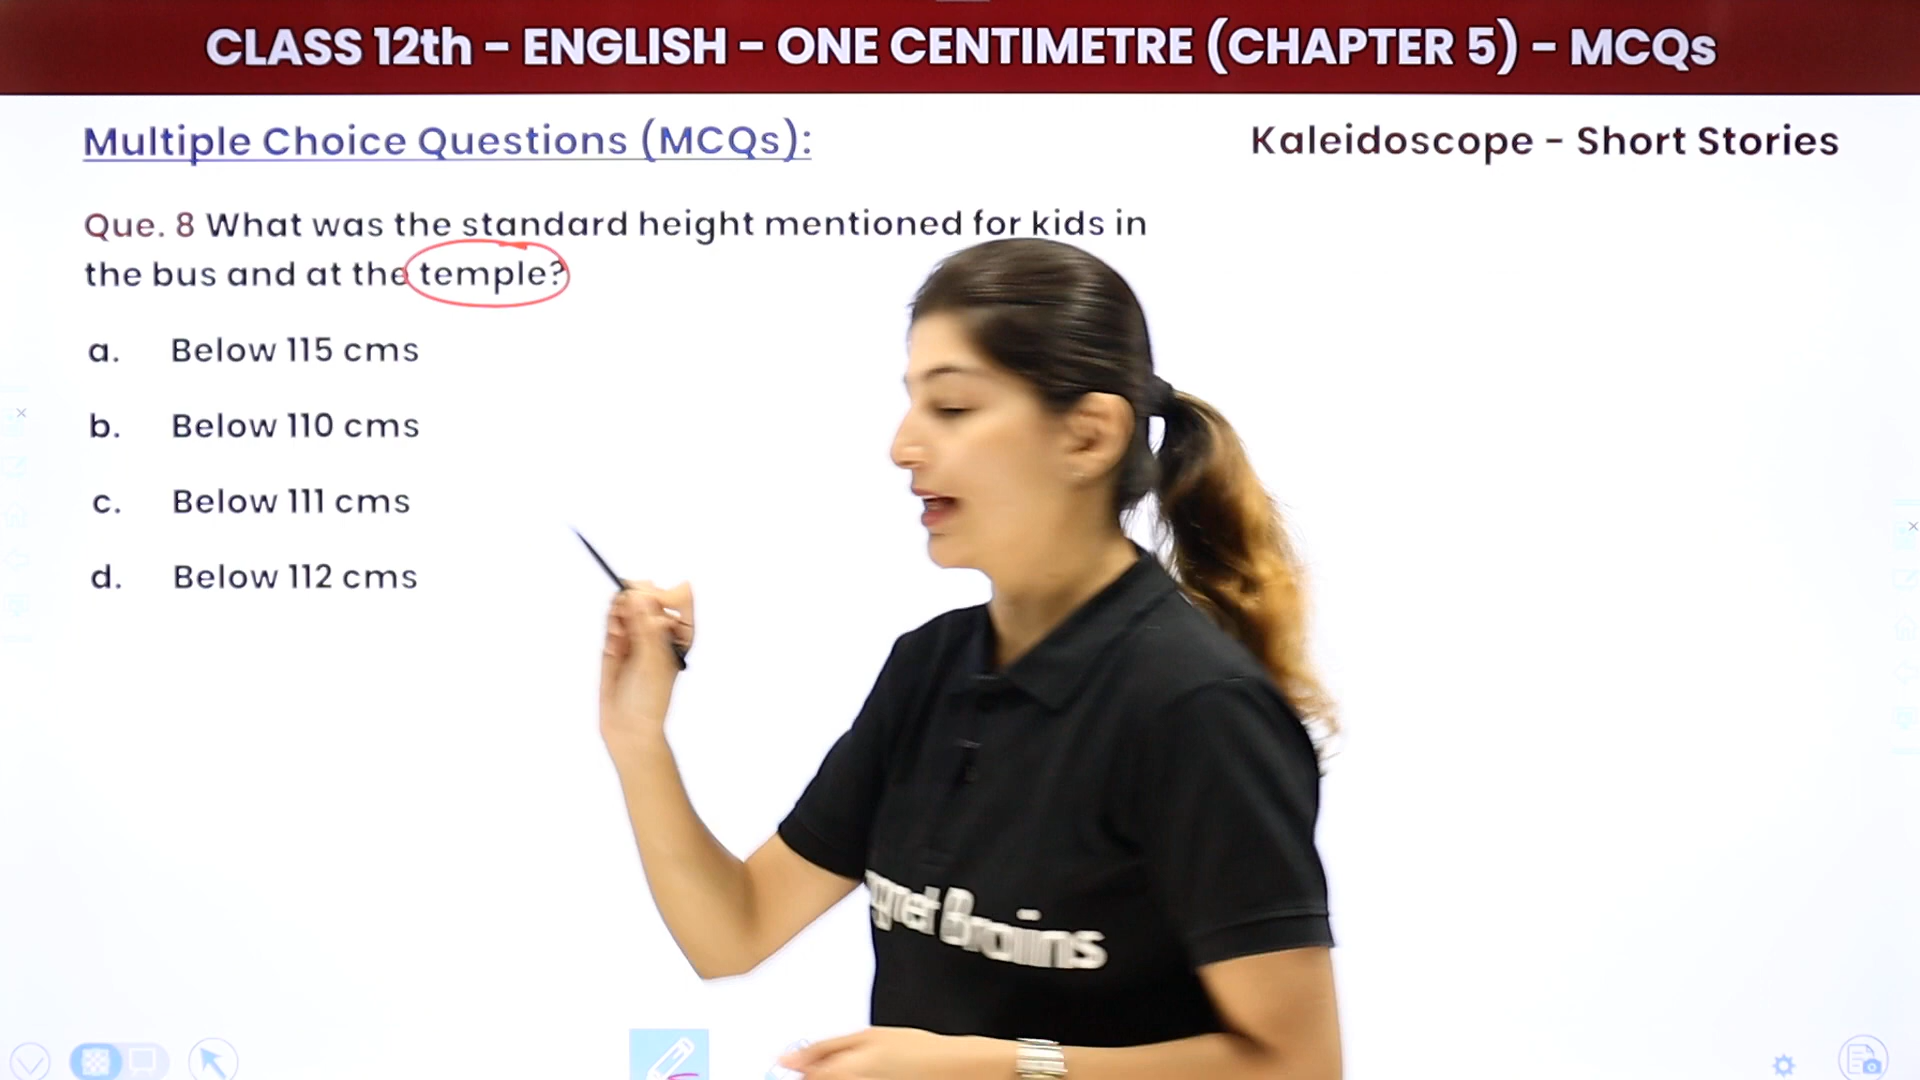 CLASS 12th - ENGLISH - ONE CENTIMETRE (CHAPTER 5) - MCQs
Multiple Choice Questions (MCQs):
Kaleidoscope - Short Stories
Que. 8 What was the standard height mentioned for kids in
the bus and at the temple?
a. Below 115 cms
b. Below 110 cms
c. Below 111 cms
d. Below 112 cms
Brains